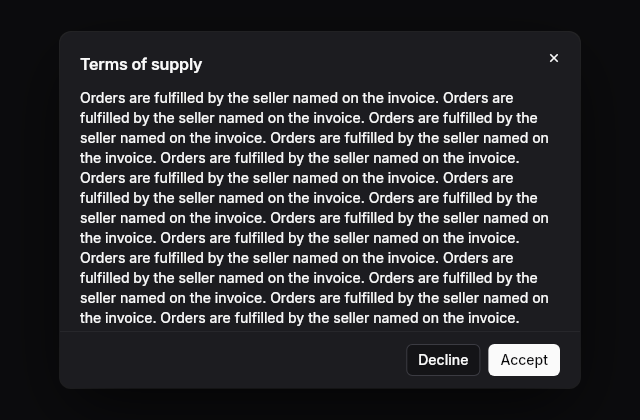 Terms of supply
×
Orders are fulfilled by the seller named on the invoice. Orders are
fulfilled by the seller named on the invoice. Orders are fulfilled by the
seller named on the invoice. Orders are fulfilled by the seller named on
the invoice. Orders are fulfilled by the seller named on the invoice.
Orders are fulfilled by the seller named on the invoice. Orders are
fulfilled by the seller named on the invoice. Orders are fulfilled by the
seller named on the invoice. Orders are fulfilled by the seller named on
the invoice. Orders are fulfilled by the seller named on the invoice.
Orders are fulfilled by the seller named on the invoice. Orders are
fulfilled by the seller named on the invoice. Orders are fulfilled by the
seller named on the invoice. Orders are fulfilled by the seller named on
the invoice. Orders are fulfilled by the seller named on the invoice.
Decline
Accept